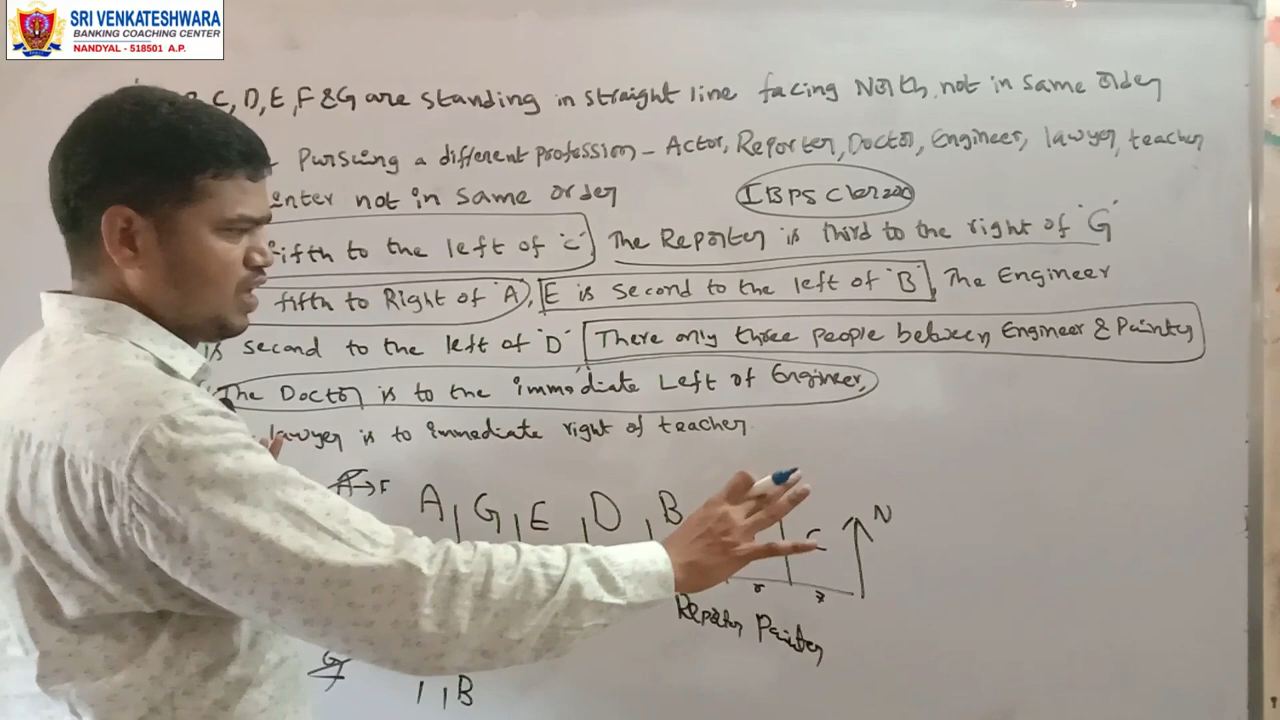 SRI VENKATESHWARA
BANKING COACHING CENTER
NANDYAL - 518501 A.P.
C, D, E, F & G are standing in straight line facing North not in same order
Pursuing a different profession - Actor, Reporter, Doctor, Engineer, lawyer, teacher
inter not in same order IBPS Clerk
fifth to the left of 'C' The Reporter is third to the right of 'G'
fifth to Right of 'A', E is second to the left of 'B', The Engineer
is second to the left of 'D' There only three people between Engineer & Painter
The Doctor is to the immediate Left of Engineer,
lawyer is to immediate right of teacher
A→F
A G E D B C N
6 7
Reporter Painter
G
B